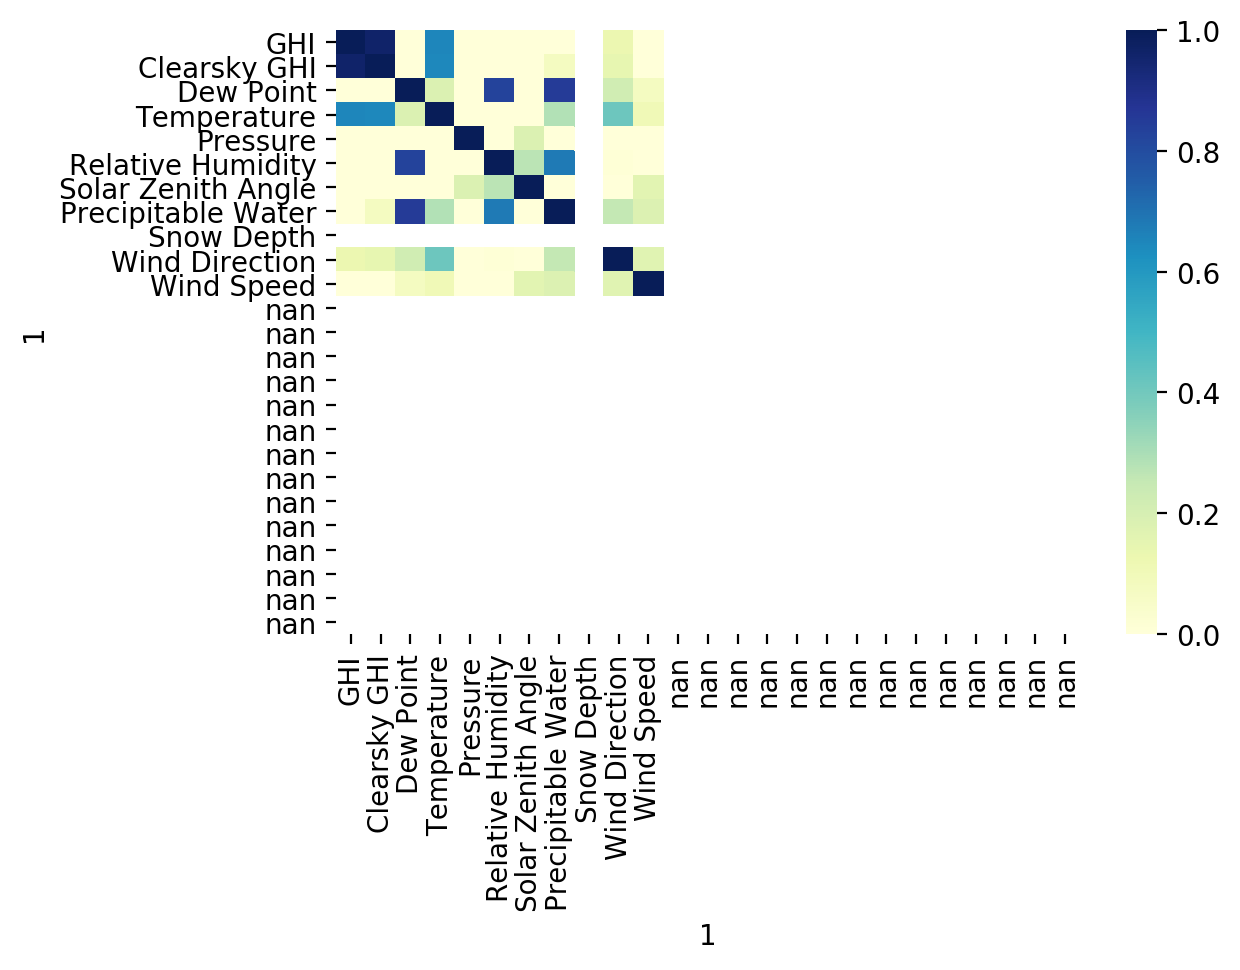 GHI
Clearsky GHI
Dew Point
Temperature
Pressure
Relative Humidity
Solar Zenith Angle
Precipitable Water
Snow Depth
Wind Direction
Wind Speed
nan
nan
nan
nan
nan
nan
nan
nan
nan
nan
nan
nan
nan
nan
1
GHI
Clearsky GHI
Dew Point
Temperature
Pressure
Relative Humidity
Solar Zenith Angle
Precipitable Water
Snow Depth
Wind Direction
Wind Speed
nan
nan
nan
nan
nan
nan
nan
nan
nan
nan
nan
nan
nan
nan
1
1.0
0.8
0.6
0.4
0.2
0.0